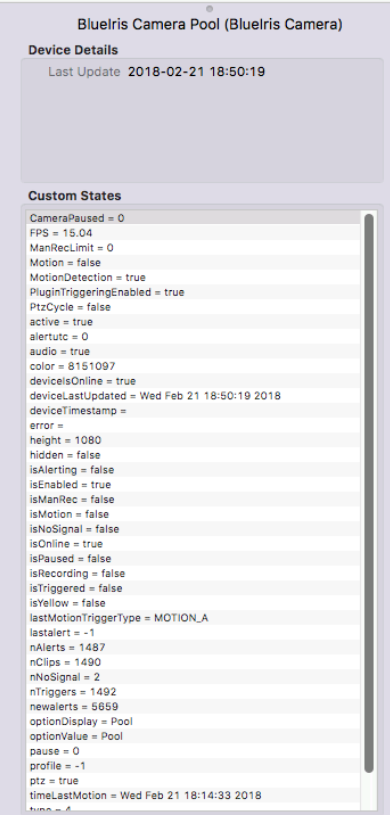 BlueIris Camera Pool (BlueIris Camera)
Device Details
Last Update 2018-02-21 18:50:19
Custom States
CameraPaused = 0
FPS = 15.04
ManRecLimit = 0
Motion = false
MotionDetection = true
PluginTriggeringEnabled = true
PtzCycle = false
active = true
alertutc = 0
audio = true
color = 8151097
deviceIsOnline = true
deviceLastUpdated = Wed Feb 21 18:50:19 2018
deviceTimestamp =
error =
height = 1080
hidden = false
isAlerting = false
isEnabled = true
isManRec = false
isMotion = false
isNoSignal = false
isOnline = true
isPaused = false
isRecording = false
isTriggered = false
isYellow = false
lastMotionTriggerType = MOTION_A
lastalert = -1
nAlerts = 1487
nClips = 1490
nNoSignal = 2
nTriggers = 1492
newalerts = 5659
optionDisplay = Pool
optionValue = Pool
pause = 0
profile = -1
ptz = true
timeLastMotion = Wed Feb 21 18:14:33 2018
type = 4